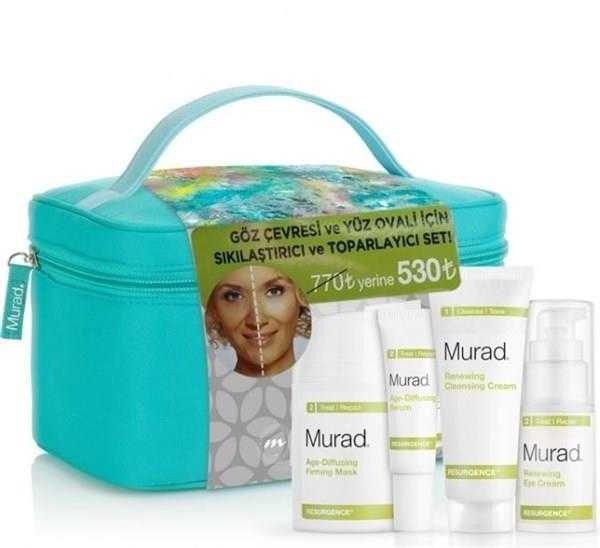 GÖZ ÇEVRESİ ve YÜZ OVALİ İÇİN
SIKILAŞTIRICI ve TOPARLAYICI SET!
770₺ yerine 530₺
Murad.
m
2 Treat | Repair
Murad.
Age-Diffusing
Firming Mask
RESURGENCE®
2 Treat | Repair
Murad.
Age-Diffusing
Serum
RESURGENCE®
1 Cleanse | Tone
Murad.
Renewing
Cleansing Cream
RESURGENCE®
2 Treat | Repair
Murad.
Renewing
Eye Cream
RESURGENCE®